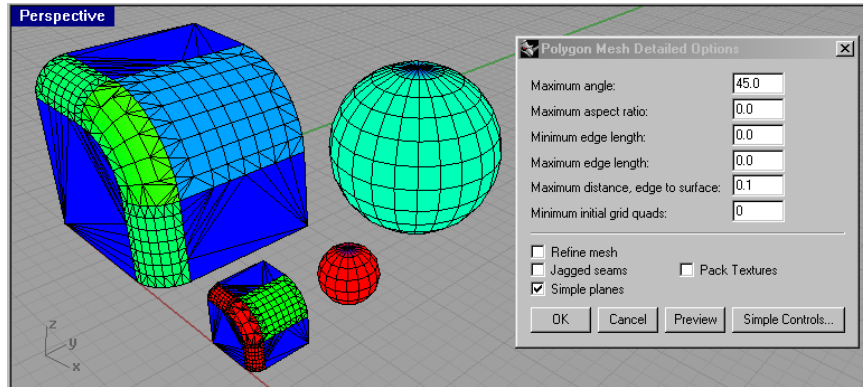 Perspective
Polygon Mesh Detailed Options
Maximum angle: 45.0
Maximum aspect ratio: 0.0
Minimum edge length: 0.0
Maximum edge length: 0.0
Maximum distance, edge to surface: 0.1
Minimum initial grid quads: 0
Refine mesh
Jagged seams Pack Textures
Simple planes
OK Cancel Preview Simple Controls...
z
y
x